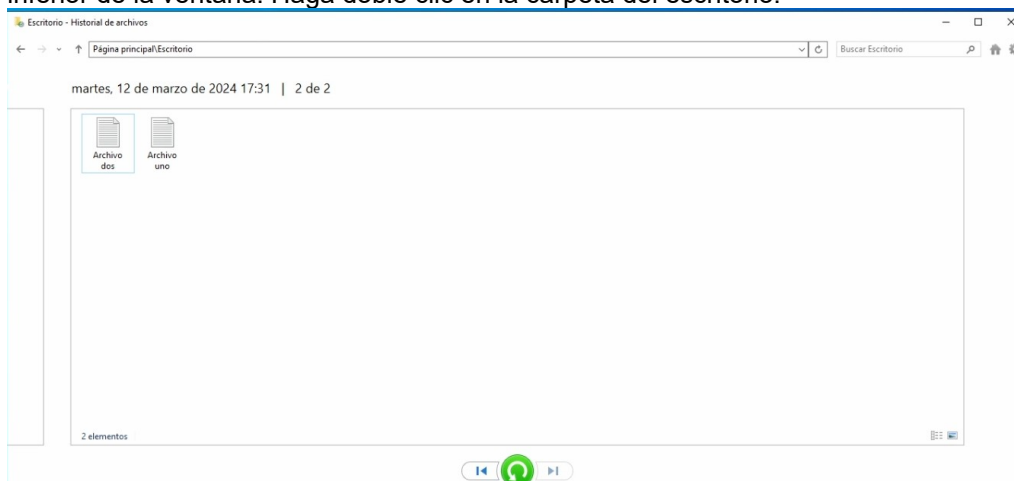 inferior de la ventana. Haga doble clic en la carpeta del escritorio.
Escritorio - Historial de archivos
Página principal\Escritorio
Buscar Escritorio
martes, 12 de marzo de 2024 17:31 | 2 de 2
Archivo dos
Archivo uno
2 elementos